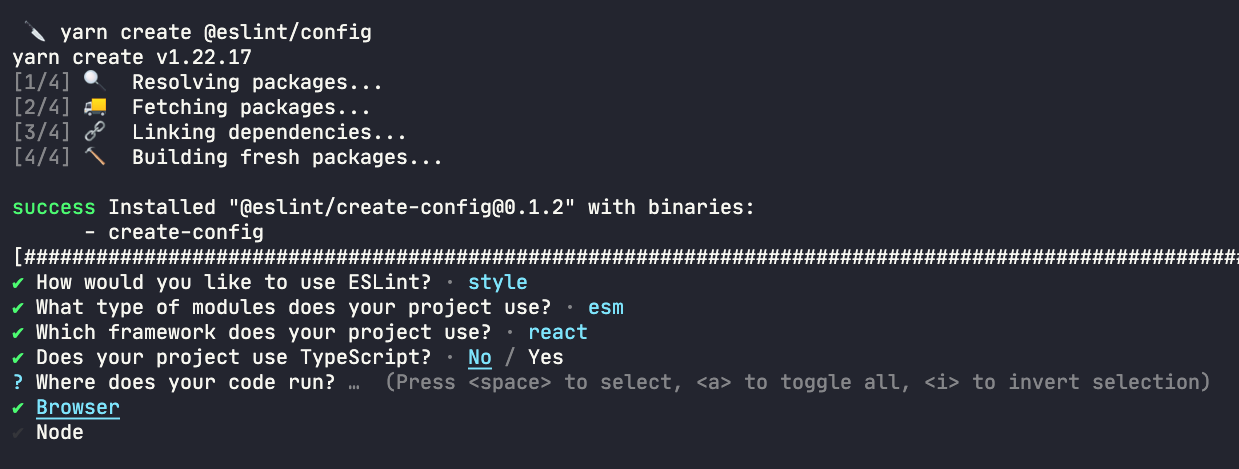 🔪 yarn create @eslint/config
yarn create v1.22.17
[1/4] 🔍 Resolving packages...
[2/4] 🚚 Fetching packages...
[3/4] 🔗 Linking dependencies...
[4/4] 🔨 Building fresh packages...
success Installed "@eslint/create-config@0.1.2" with binaries:
- create-config
[######################################################################################################
✔ How would you like to use ESLint? · style
✔ What type of modules does your project use? · esm
✔ Which framework does your project use? · react
✔ Does your project use TypeScript? · No / Yes
? Where does your code run? … (Press <space> to select, <a> to toggle all, <i> to invert selection)
✔ Browser
✔ Node